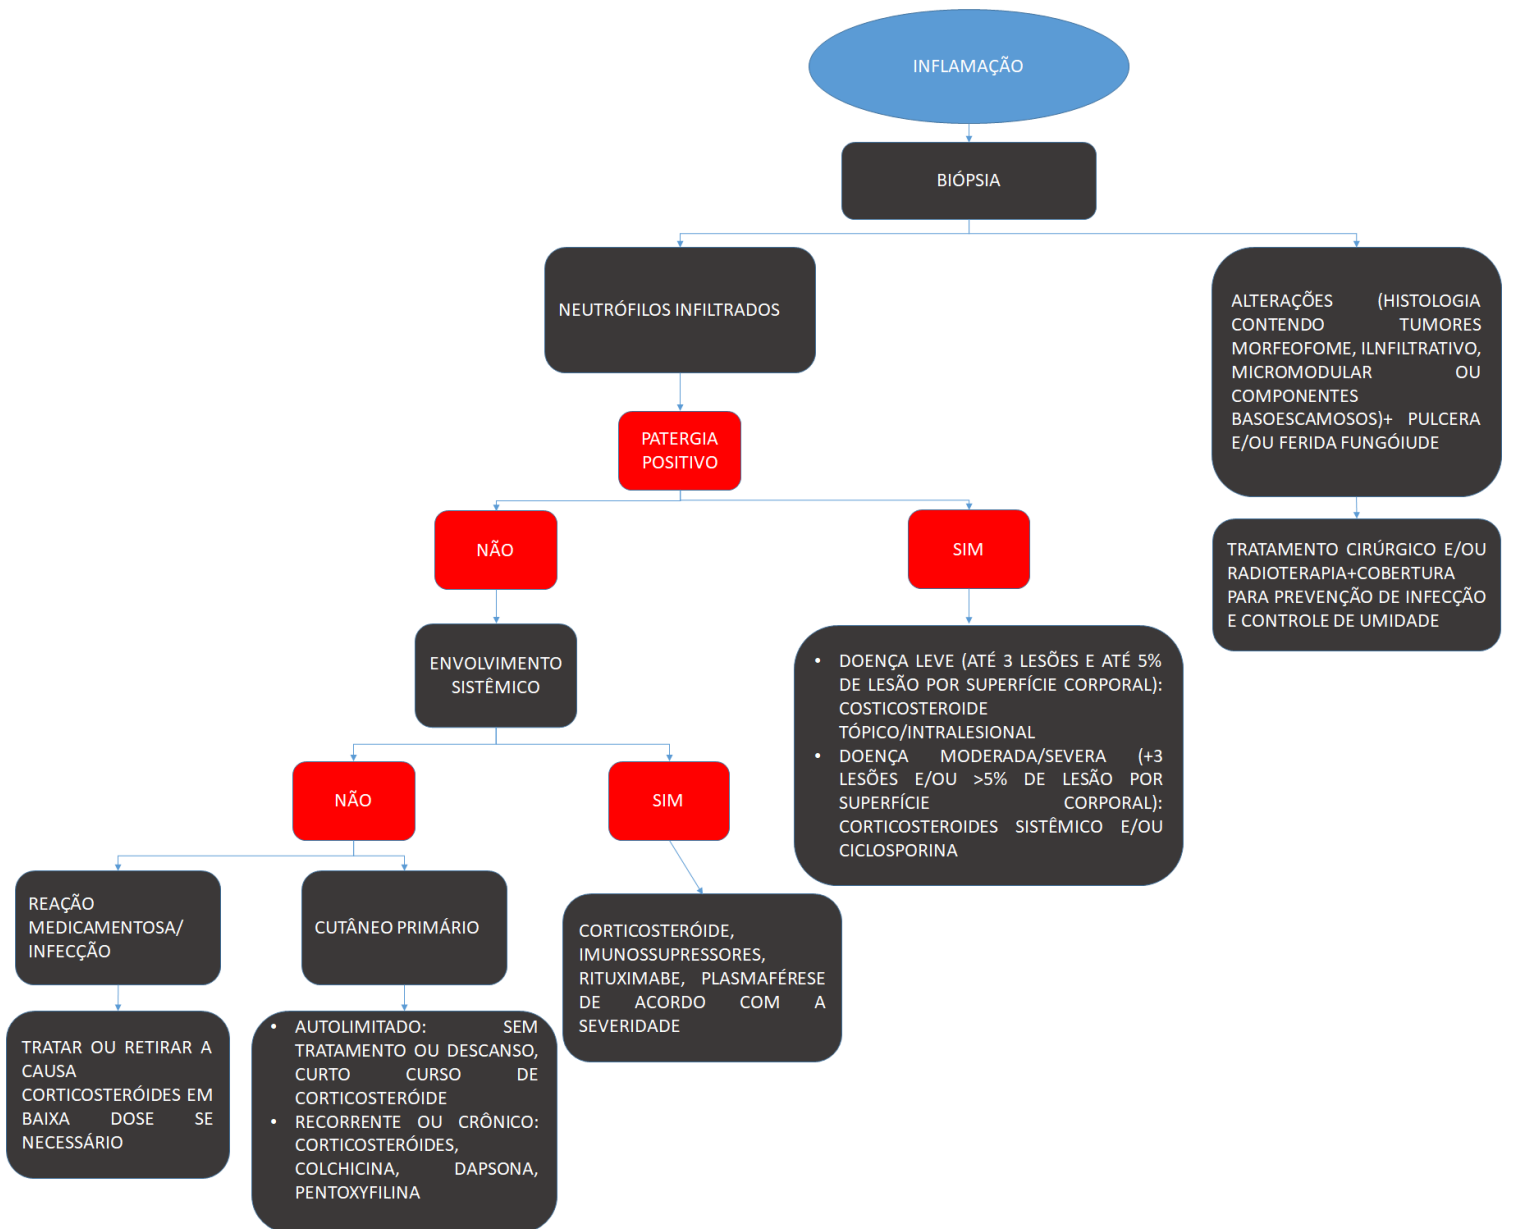 INFLAMAÇÃO
BIÓPSIA
NEUTRÓFILOS INFILTRADOS
ALTERAÇÕES (HISTOLOGIA
CONTENDO TUMORES
MORFEOFOME, ILNFILTRATIVO,
MICROMODULAR OU
COMPONENTES
BASOESCAMOSOS)+ PULCERA
E/OU FERIDA FUNGÓIUDE
PATERGIA
POSITIVO
NÃO
SIM
TRATAMENTO CIRÚRGICO E/OU
RADIOTERAPIA+COBERTURA
PARA PREVENÇÃO DE INFECÇÃO
E CONTROLE DE UMIDADE
ENVOLVIMENTO
SISTÊMICO
• DOENÇA LEVE (ATÉ 3 LESÕES E ATÉ 5%
DE LESÃO POR SUPERFÍCIE CORPORAL):
COSTICOSTEROIDE
TÓPICO/INTRALESIONAL
• DOENÇA MODERADA/SEVERA (+3
LESÕES E/OU >5% DE LESÃO POR
SUPERFÍCIE CORPORAL):
CORTICOSTEROIDES SISTÊMICO E/OU
CICLOSPORINA
NÃO
SIM
REAÇÃO
MEDICAMENTOSA/
INFECÇÃO
CUTÂNEO PRIMÁRIO
CORTICOSTERÓIDE,
IMUNOSSUPRESSORES,
RITUXIMABE, PLASMAFÉRESE
DE ACORDO COM A
SEVERIDADE
TRATAR OU RETIRAR A
CAUSA
CORTICOSTERÓIDES EM
BAIXA DOSE SE
NECESSÁRIO
• AUTOLIMITADO: SEM
TRATAMENTO OU DESCANSO,
CURTO CURSO DE
CORTICOSTERÓIDE
• RECORRENTE OU CRÔNICO:
CORTICOSTERÓIDES,
COLCHICINA, DAPSONA,
PENTOXYFILINA